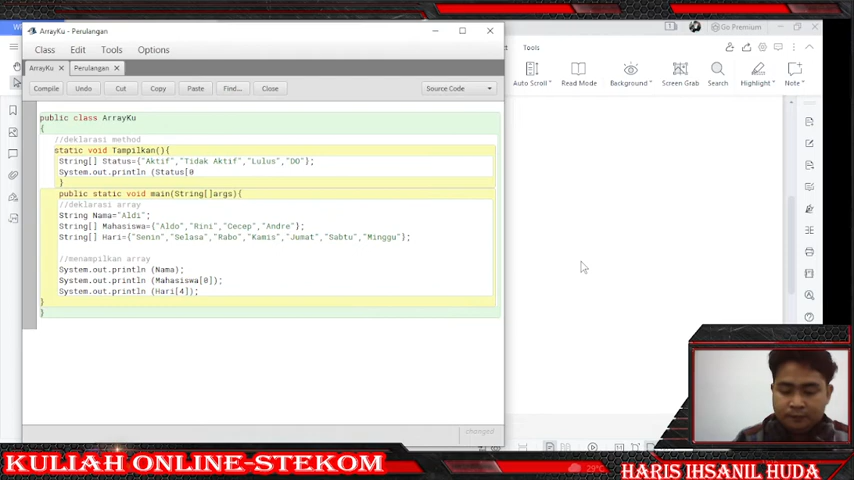 ArrayKu - Perulangan
Class Edit Tools Options
ArrayKu Perulangan
Compile Undo Cut Copy Paste Find... Close Source Code
public class ArrayKu
{
//deklarasi method
static void Tampilkan(){
String[] Status={"Aktif","Tidak Aktif","Lulus","DO"};
System.out.println (Status[0
}
public static void main(String[]args){
//deklarasi array
String Nama="Aldi";
String[] Mahasiswa={"Aldo","Rini","Cecep","Andre"};
String[] Hari={"Senin","Selasa","Rabo","Kamis","Jumat","Sabtu","Minggu"};
//menampilkan array
System.out.println (Nama);
System.out.println (Mahasiswa[0]);
System.out.println (Hari[4]);
}
}
changed
Go Premium
Tools
Auto Scroll Read Mode Background Screen Grab Search Highlight Note
29°
KULIAH ONLINE-STEKOM
HARIS IHSANIL HUDA